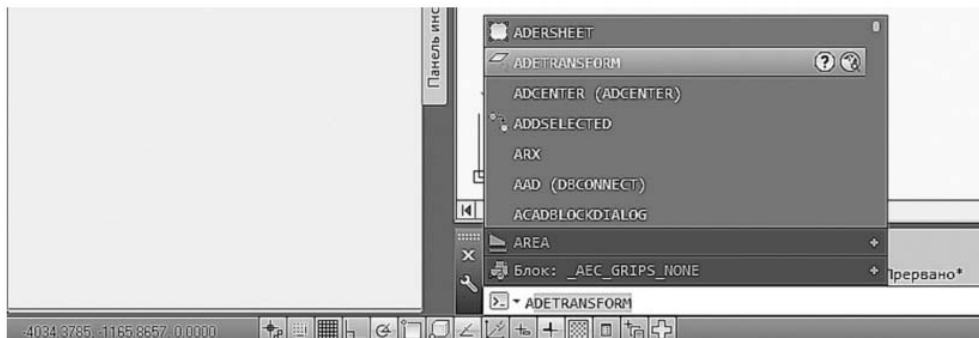 Панель инс
ADERSHEET
ADETRANSFORM
ADCENTER (ADCENTER)
ADDSELECTED
ARX
AAD (DBCONNECT)
ACADBLOCKDIALOG
AREA
Блок: _AEC_GRIPS_NONE
Прервано*
ADETRANSFORM
-4034.3785, -1165.8657, 0.0000